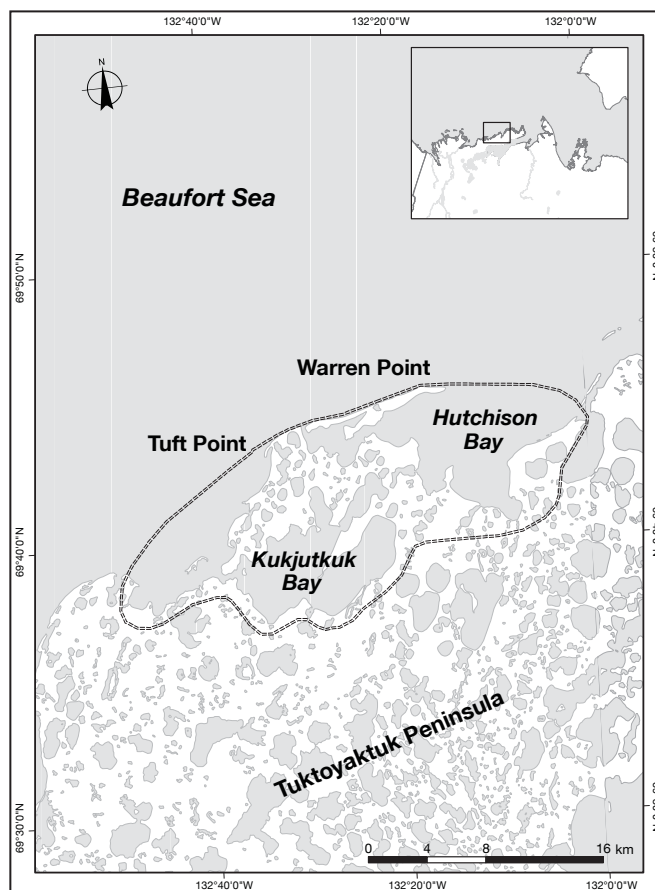 132°40'0"W
132°20'0"W
132°0'0"W
N
Beaufort Sea
69°50'0"N
Warren Point
Hutchison
Bay
Tuft Point
69°40'0"N
Kukjutkuk
Bay
Tuktoyaktuk Peninsula
69°30'0"N
0 4 8 16 km
132°40'0"W
132°20'0"W
132°0'0"W